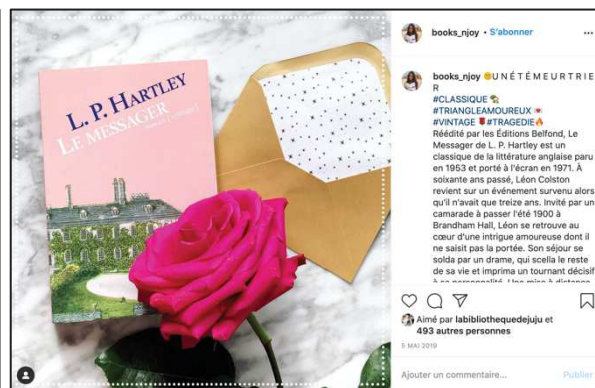 L. P. HARTLEY
LE MESSAGER
books_njoy • S'abonner
books_njoy 🌞U N É T É M E U R T R I E
R
#CLASSIQUE
#TRIANGLEAMOUREUX 💌
#VINTAGE #TRAGEDIE🔥
Réédité par les Éditions Belfond, Le
Messager de L. P. Hartley est un
classique de la littérature anglaise paru
en 1953 et porté à l'écran en 1971. À
soixante ans passé, Léon Colston
revient sur un événement survenu alors
qu'il n'avait que treize ans. Invité par un
camarade à passer l'été 1900 à
Brandham Hall, Léon se retrouve au
cœur d'une intrigue amoureuse dont il
ne saisit pas la portée. Son séjour se
solda par un drame, qui scella le reste
de sa vie et imprima un tournant décisif
à sa personnalité. Une mise à distance
Aimé par labibliothequedejuju et
493 autres personnes
5 MAI 2019
Ajouter un commentaire... Publier